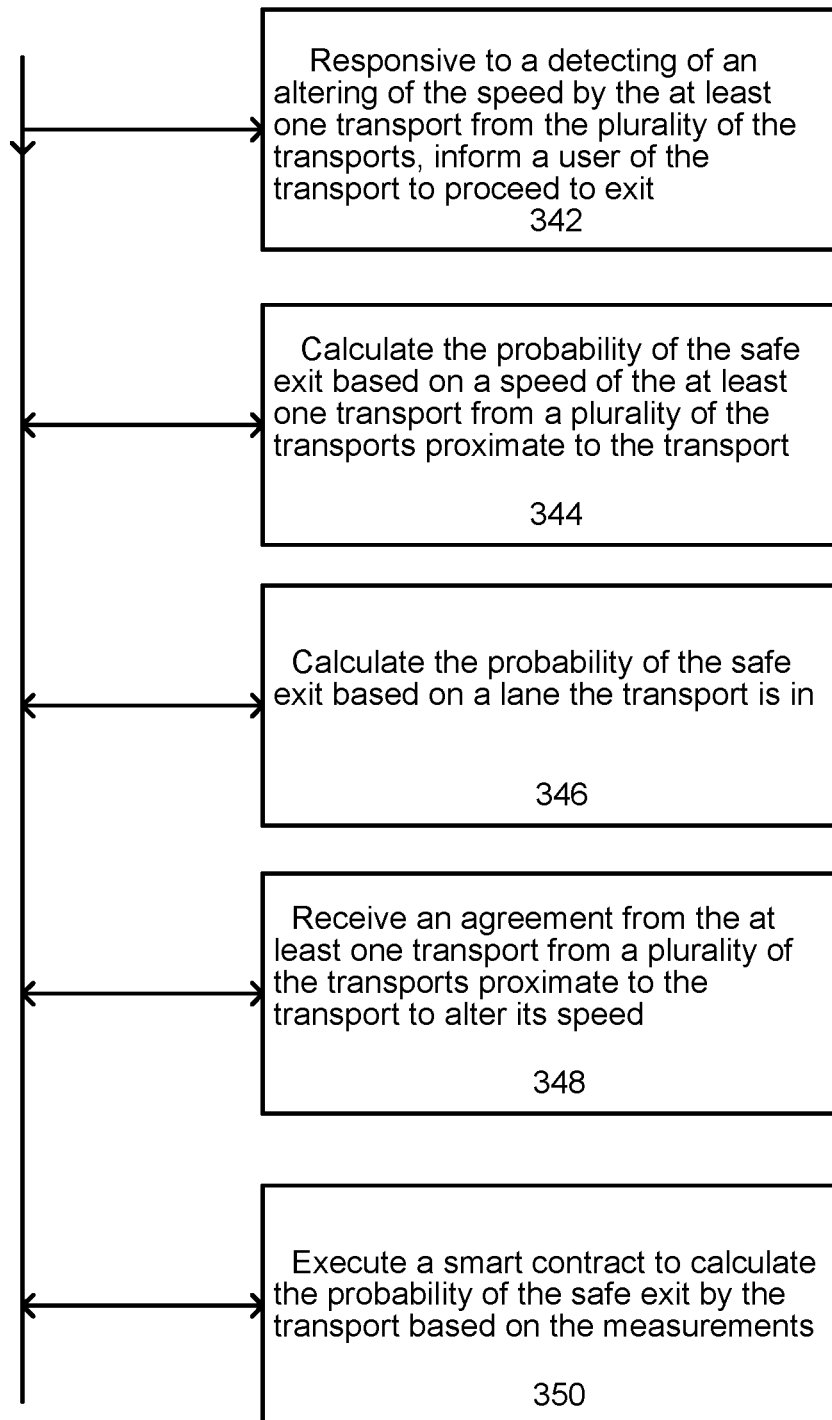 Responsive to a detecting of an
altering of the speed by the at least
one transport from the plurality of the
transports, inform a user of the
transport to proceed to exit
342
Calculate the probability of the safe
exit based on a speed of the at least
one transport from a plurality of the
transports proximate to the transport
344
Calculate the probability of the safe
exit based on a lane the transport is in
346
Receive an agreement from the at
least one transport from a plurality of
the transports proximate to the
transport to alter its speed
348
Execute a smart contract to calculate
the probability of the safe exit by the
transport based on the measurements
350